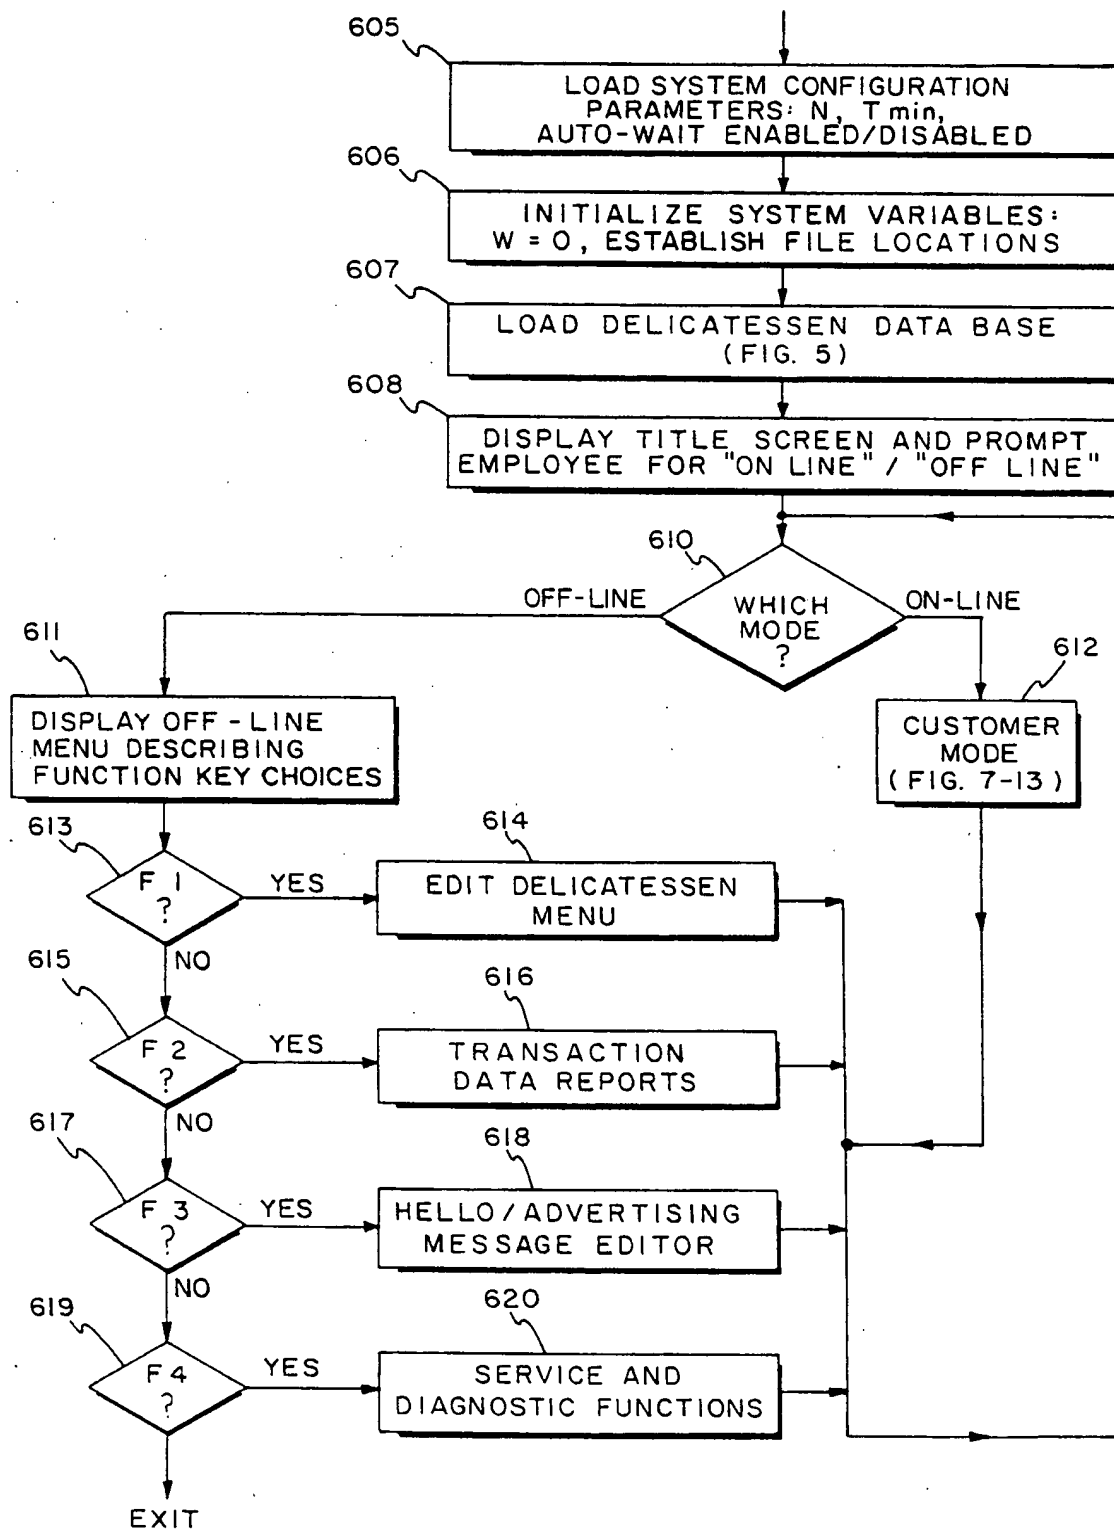 605
LOAD SYSTEM CONFIGURATION
PARAMETERS: N, Tmin,
AUTO-WAIT ENABLED/DISABLED
606
INITIALIZE SYSTEM VARIABLES:
W = O, ESTABLISH FILE LOCATIONS
607
LOAD DELICATESSEN DATA BASE
(FIG. 5)
608
DISPLAY TITLE SCREEN AND PROMPT
EMPLOYEE FOR "ON LINE" / "OFF LINE"
610
WHICH
MODE
?
OFF-LINE
ON-LINE
611
DISPLAY OFF-LINE
MENU DESCRIBING
FUNCTION KEY CHOICES
612
CUSTOMER
MODE
(FIG. 7-13)
613
F 1
?
YES
NO
614
EDIT DELICATESSEN
MENU
615
F 2
?
YES
NO
616
TRANSACTION
DATA REPORTS
617
F 3
?
YES
NO
618
HELLO/ADVERTISING
MESSAGE EDITOR
619
F 4
?
YES
620
SERVICE AND
DIAGNOSTIC FUNCTIONS
EXIT